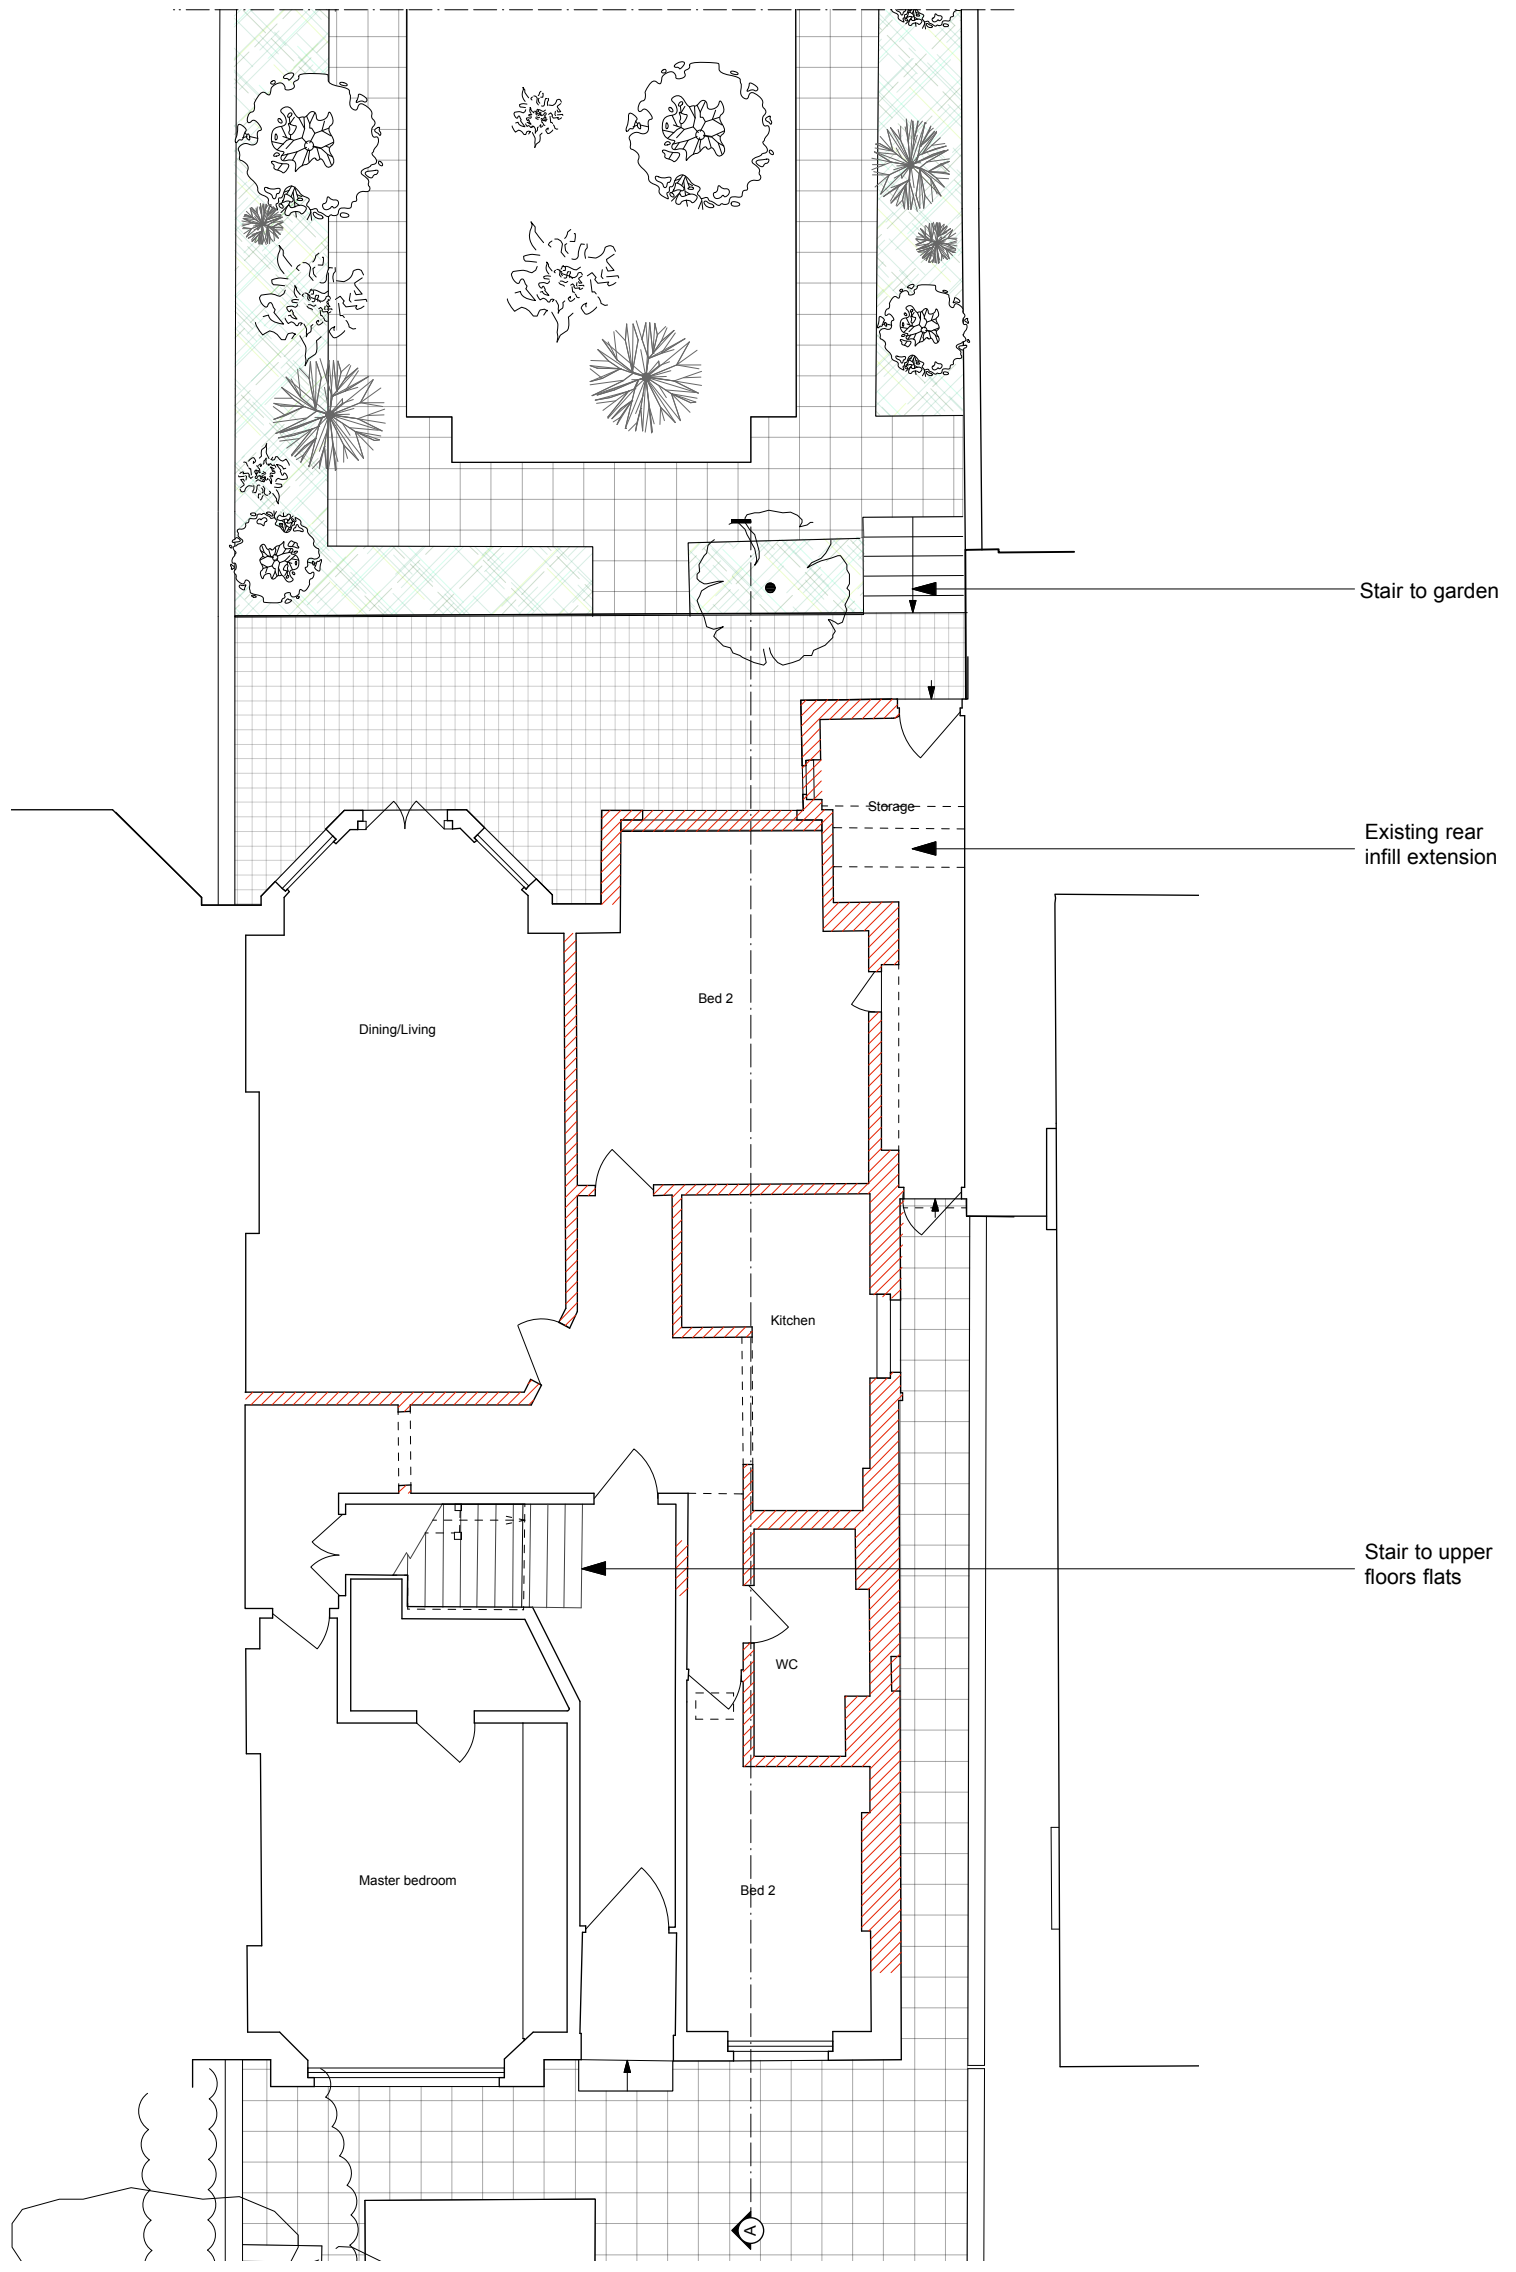 Stair to garden
Storage
Existing rear
infill extension
Bed 2
Dining/Living
Kitchen
Stair to upper
floors flats
WC
Master bedroom
Bed 2
A